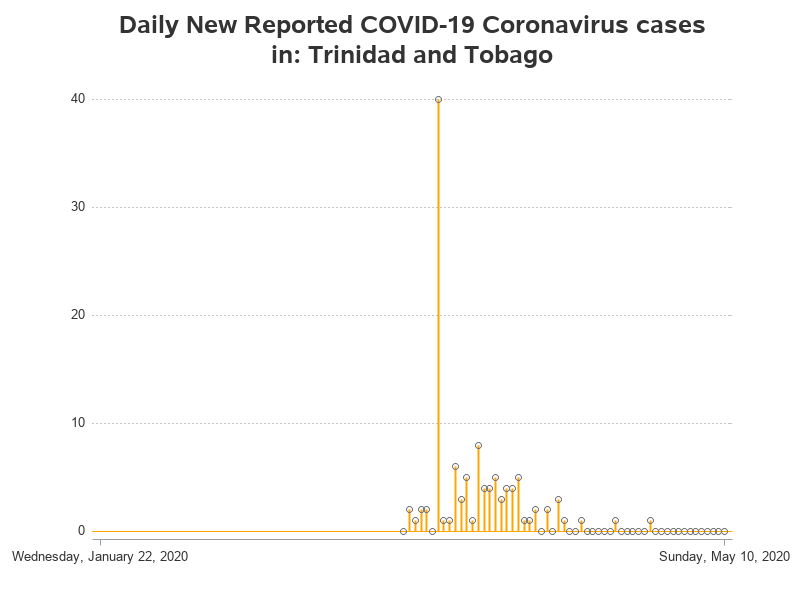 Daily New Reported COVID-19 Coronavirus cases
in: Trinidad and Tobago
40
30
20
10
0
Wednesday, January 22, 2020
Sunday, May 10, 2020